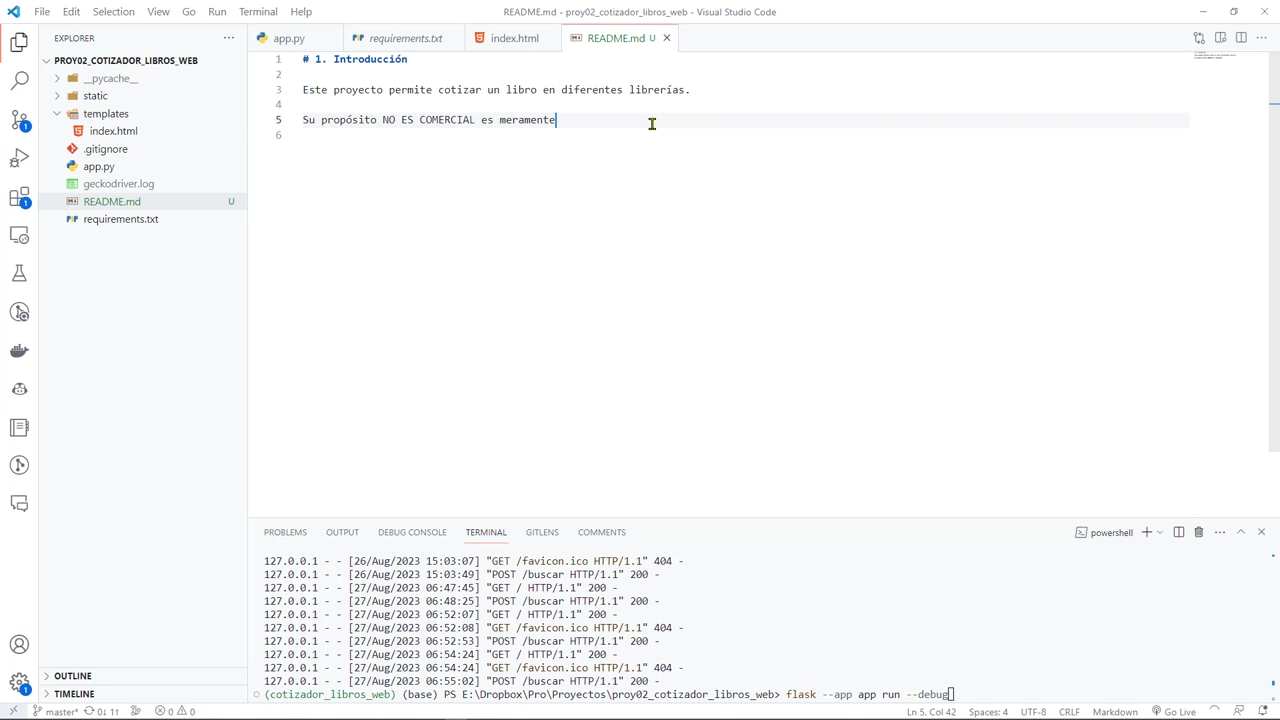 File Edit Selection View Go Run Terminal Help
README.md - proy02_cotizador_libros_web - Visual Studio Code
EXPLORER
app.py
requirements.txt
index.html
README.md U
PROY02_COTIZADOR_LIBROS_WEB
__pycache__
static
templates
index.html
.gitignore
app.py
geckodriver.log
README.md U
requirements.txt
1 # 1. Introducción
2
3 Este proyecto permite cotizar un libro en diferentes librerías.
4
5 Su propósito NO ES COMERCIAL es meramente
6
1
1
1
PROBLEMS OUTPUT DEBUG CONSOLE TERMINAL GITLENS COMMENTS
powershell
127.0.0.1 - - [26/Aug/2023 15:03:07] "GET /favicon.ico HTTP/1.1" 404 -
127.0.0.1 - - [26/Aug/2023 15:03:49] "POST /buscar HTTP/1.1" 200 -
127.0.0.1 - - [27/Aug/2023 06:47:45] "GET / HTTP/1.1" 200 -
127.0.0.1 - - [27/Aug/2023 06:48:25] "POST /buscar HTTP/1.1" 200 -
127.0.0.1 - - [27/Aug/2023 06:52:07] "GET / HTTP/1.1" 200 -
127.0.0.1 - - [27/Aug/2023 06:52:08] "GET /favicon.ico HTTP/1.1" 404 -
127.0.0.1 - - [27/Aug/2023 06:52:53] "POST /buscar HTTP/1.1" 200 -
127.0.0.1 - - [27/Aug/2023 06:54:24] "GET / HTTP/1.1" 200 -
127.0.0.1 - - [27/Aug/2023 06:54:24] "GET /favicon.ico HTTP/1.1" 404 -
127.0.0.1 - - [27/Aug/2023 06:55:02] "POST /buscar HTTP/1.1" 200 -
(cotizador_libros_web) (base) PS E:\Dropbox\Pro\Proyectos\proy02_cotizador_libros_web> flask --app app run --debug
OUTLINE
TIMELINE
master* 0↓ 1↑ 0 0
Ln 5, Col 42 Spaces: 4 UTF-8 CRLF Markdown Go Live